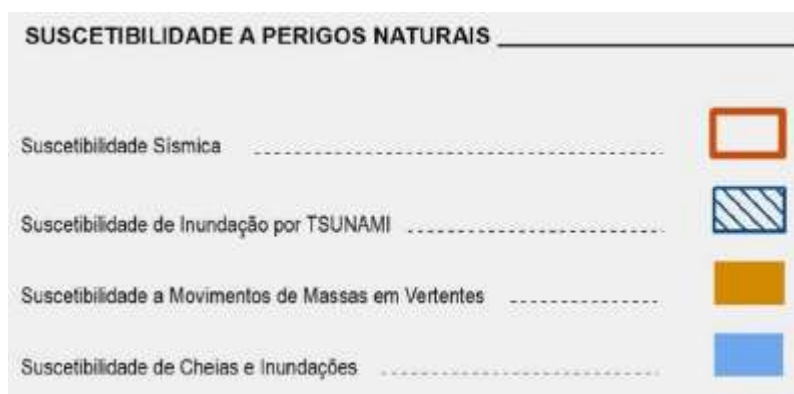 SUSCETIBILIDADE A PERIGOS NATURAIS
Suscetibilidade Sísmica
Suscetibilidade de Inundação por TSUNAMI
Suscetibilidade a Movimentos de Massas em Vertentes
Suscetibilidade de Cheias e Inundações